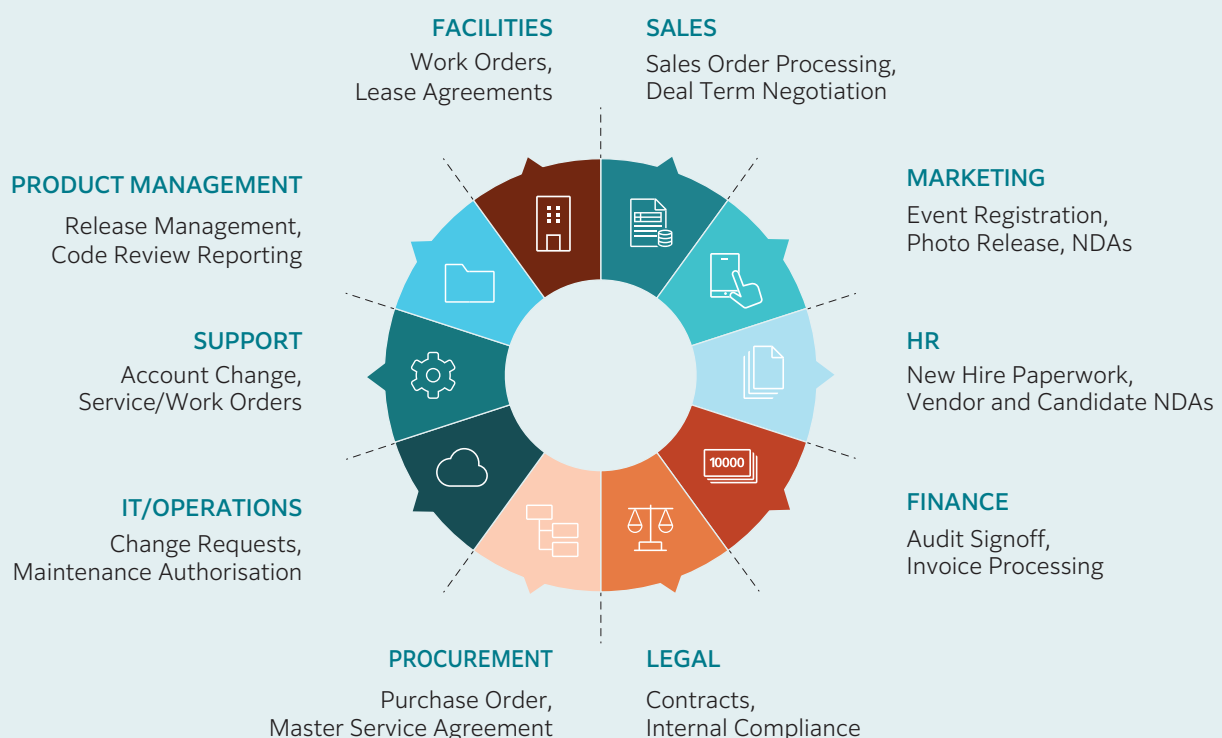 FACILITIES
Work Orders,
Lease Agreements
SALES
Sales Order Processing,
Deal Term Negotiation
PRODUCT MANAGEMENT
Release Management,
Code Review Reporting
MARKETING
Event Registration,
Photo Release, NDAs
SUPPORT
Account Change,
Service/Work Orders
HR
New Hire Paperwork,
Vendor and Candidate NDAs
10000
IT/OPERATIONS
Change Requests,
Maintenance Authorisation
FINANCE
Audit Signoff,
Invoice Processing
PROCUREMENT
Purchase Order,
Master Service Agreement
LEGAL
Contracts,
Internal Compliance